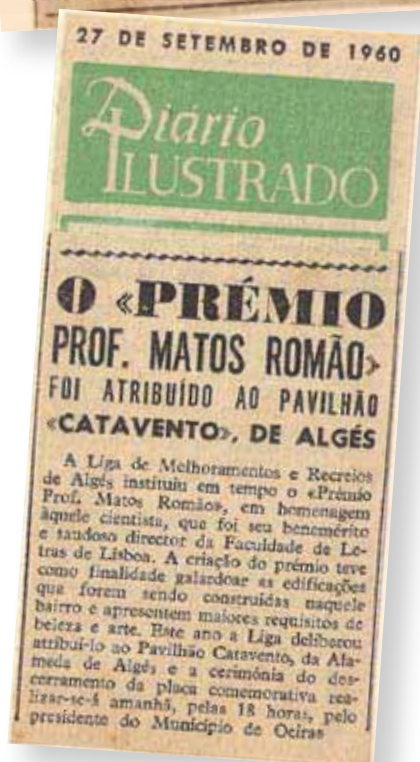 27 DE SETEMBRO DE 1960
Diário
ILUSTRADO
O «PRÉMIO
PROF. MATOS ROMÃO»
FOI ATRIBUÍDO AO PAVILHÃO
«CATAVENTO», DE ALGÉS
A Liga de Melhoramentos e Recreios
de Algés instituiu em tempo o «Prémio
Prof. Matos Romão», em homenagem
àquele cientista, que foi seu benemérito
e saudoso director da Faculdade de Le-
tras de Lisboa. A criação do prémio teve
como finalidade galardoar as edificações
que forem sendo construídas naquele
bairro e apresentem maiores requisitos de
beleza e arte. Este ano a Liga deliberou
atribuí-lo ao Pavilhão Catavento, da Ala-
meda de Algés e a cerimónia do des-
cerramento da placa comemorativa rea-
lizar-se-á amanhã, pelas 18 horas, pelo
presidente do Município de Oeiras